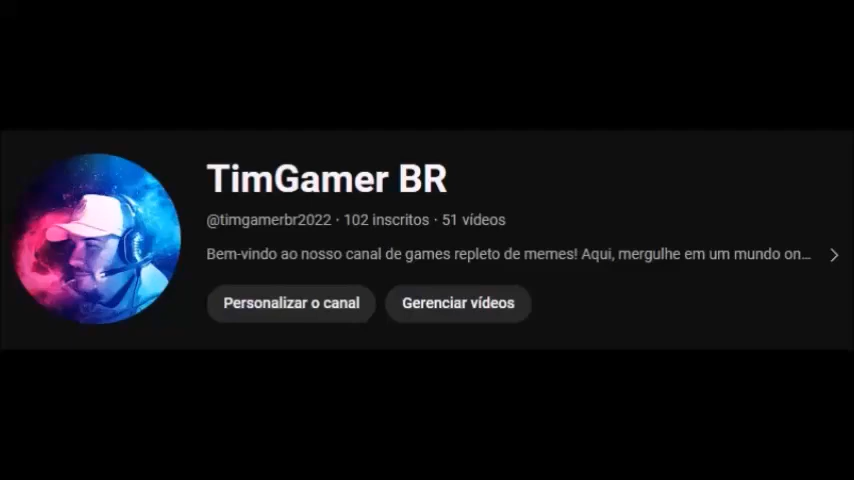 TimGamer BR
@timgamerbr2022 · 102 inscritos · 51 vídeos
Bem-vindo ao nosso canal de games repleto de memes! Aqui, mergulhe em um mundo on...
Personalizar o canal Gerenciar vídeos